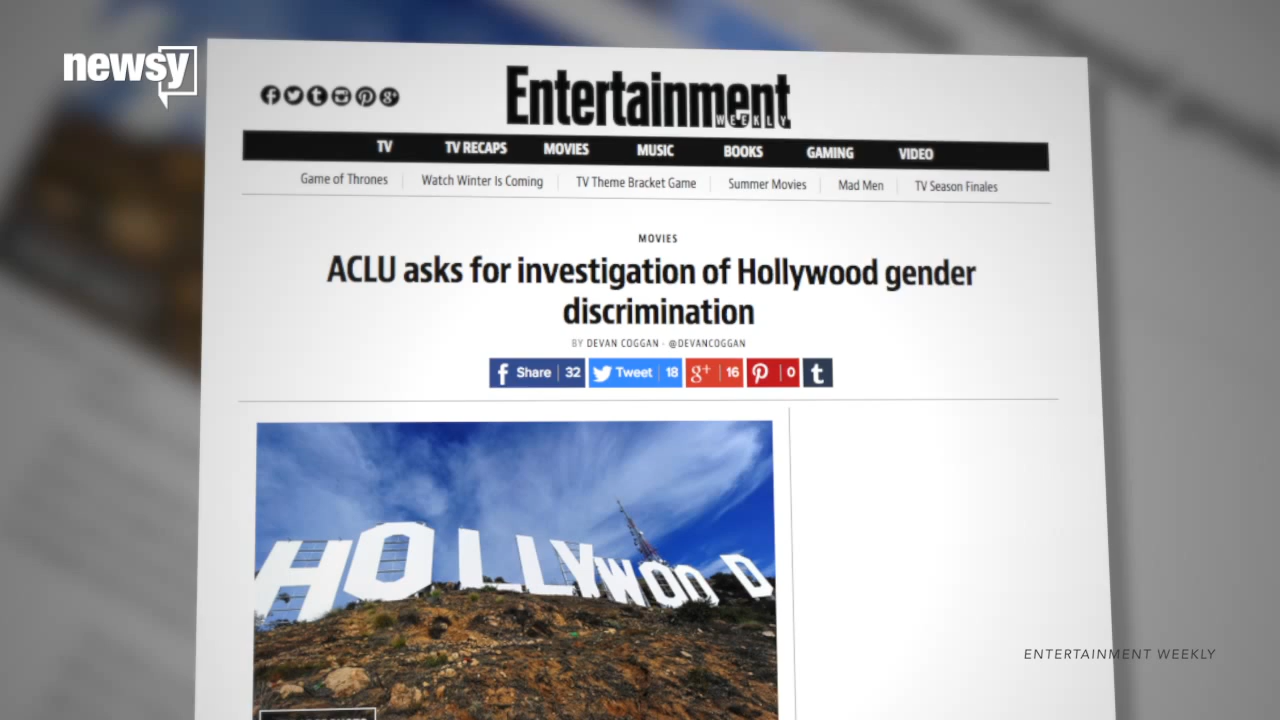 newsy
Entertainment
WEEKLY
TV TV RECAPS MOVIES MUSIC BOOKS GAMING VIDEO
Game of Thrones Watch Winter Is Coming TV Theme Bracket Game Summer Movies Mad Men TV Season Finales
MOVIES
ACLU asks for investigation of Hollywood gender
discrimination
BY DEVAN COGGAN · @DEVANCOGGAN
Share 32 Tweet 18 g+ 16 0 t
HOLLYWOOD
ENTERTAINMENT WEEKLY